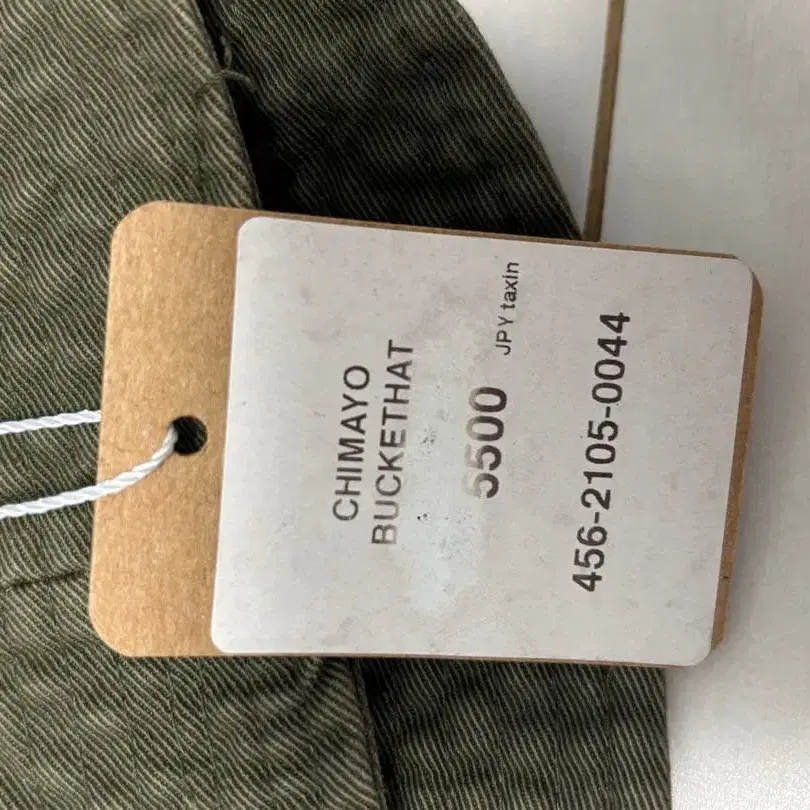 CHIMAYO
BUCKETHAT
5500 JPY taxin
456-2105-0044